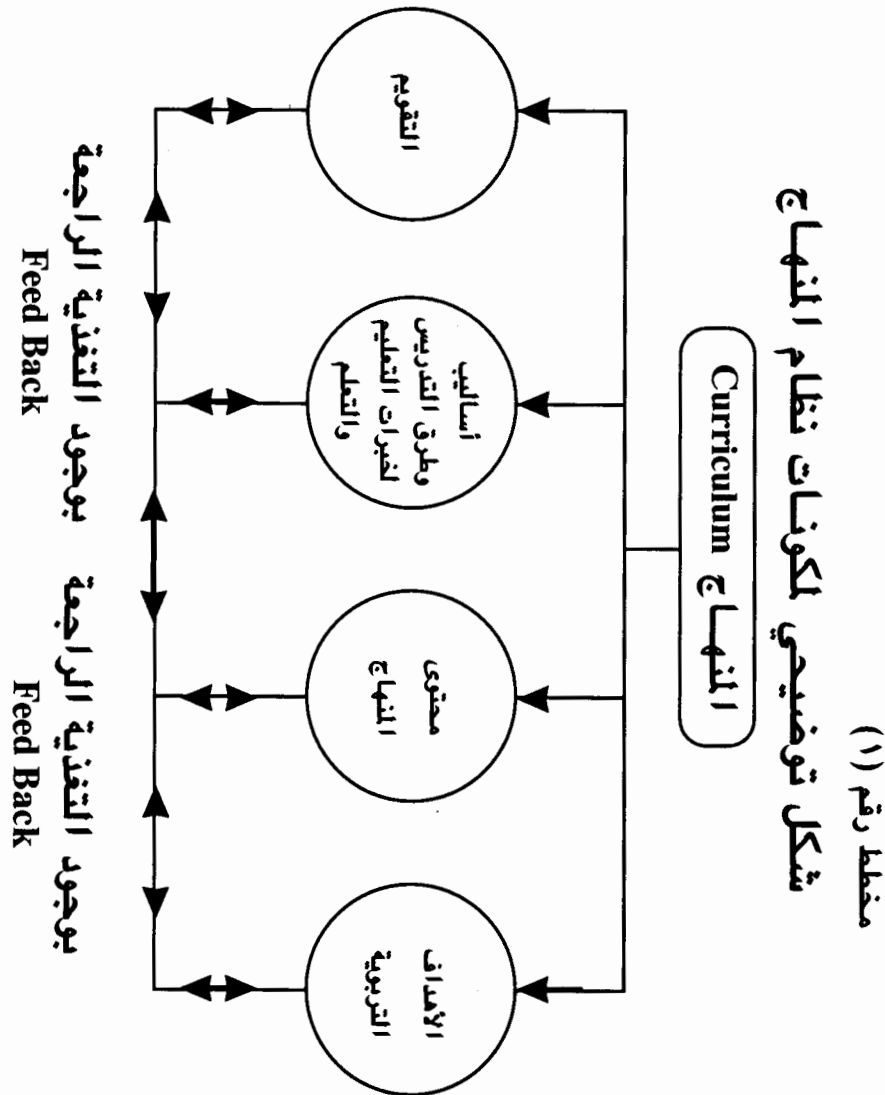 مخطط رقم (١)
شكل توضيحي لمكونات نظام المنهاج
المنهاج Curriculum
الأهداف
التربوية
محتوى
المنهاج
أساليب
وطرق التدريس
لخبرات التعليم
والتعلم
التقويم
بوجود التغذية الراجعة
Feed Back
بوجود التغذية الراجعة
Feed Back